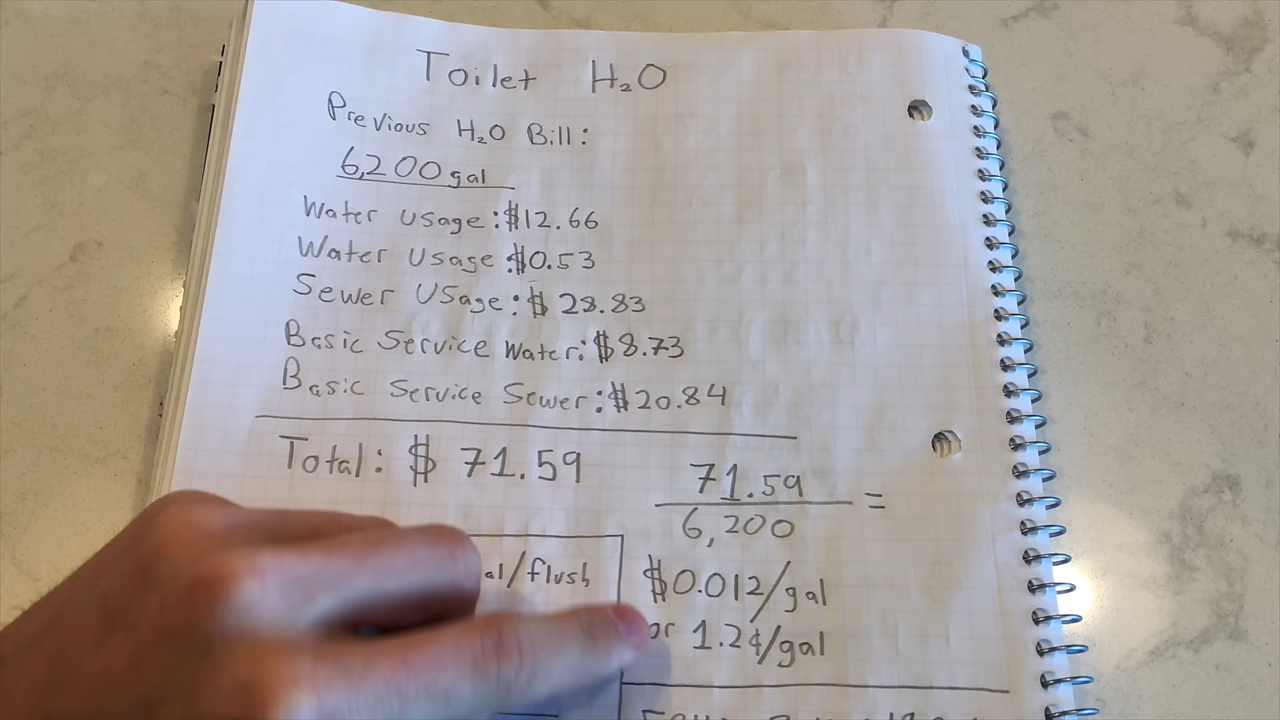 Toilet H₂O
Previous H₂O Bill:
6,200 gal
Water Usage: $12.66
Water Usage: $0.53
Sewer Usage: $28.83
Basic Service Water: $8.73
Basic Service Sewer: $20.84
Total: $71.59
71.59
6,200
=
$0.012/gal
or 1.2¢/gal
al/flush